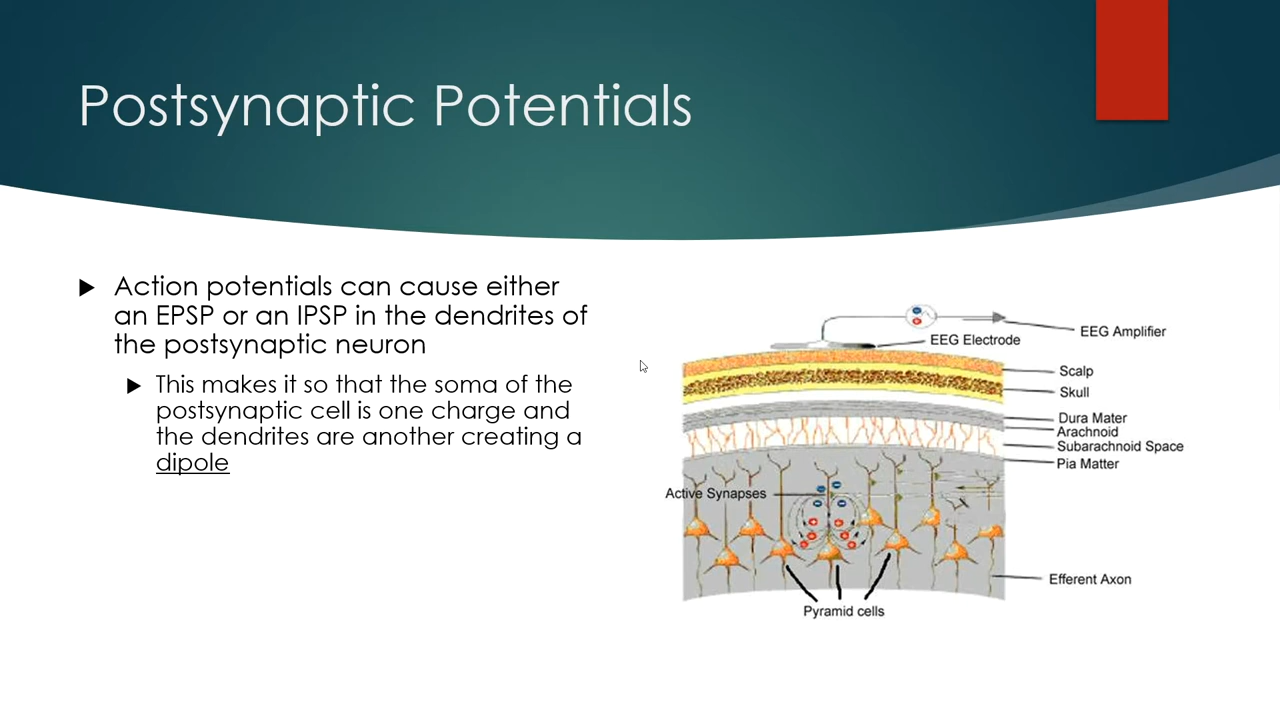 Postsynaptic Potentials
Action potentials can cause either
an EPSP or an IPSP in the dendrites of
the postsynaptic neuron
This makes it so that the soma of the
postsynaptic cell is one charge and
the dendrites are another creating a
dipole
EEG Amplifier
EEG Electrode
Scalp
Skull
Dura Mater
Arachnoid
Subarachnoid Space
Pia Matter
Active Synapses
Efferent Axon
Pyramid cells